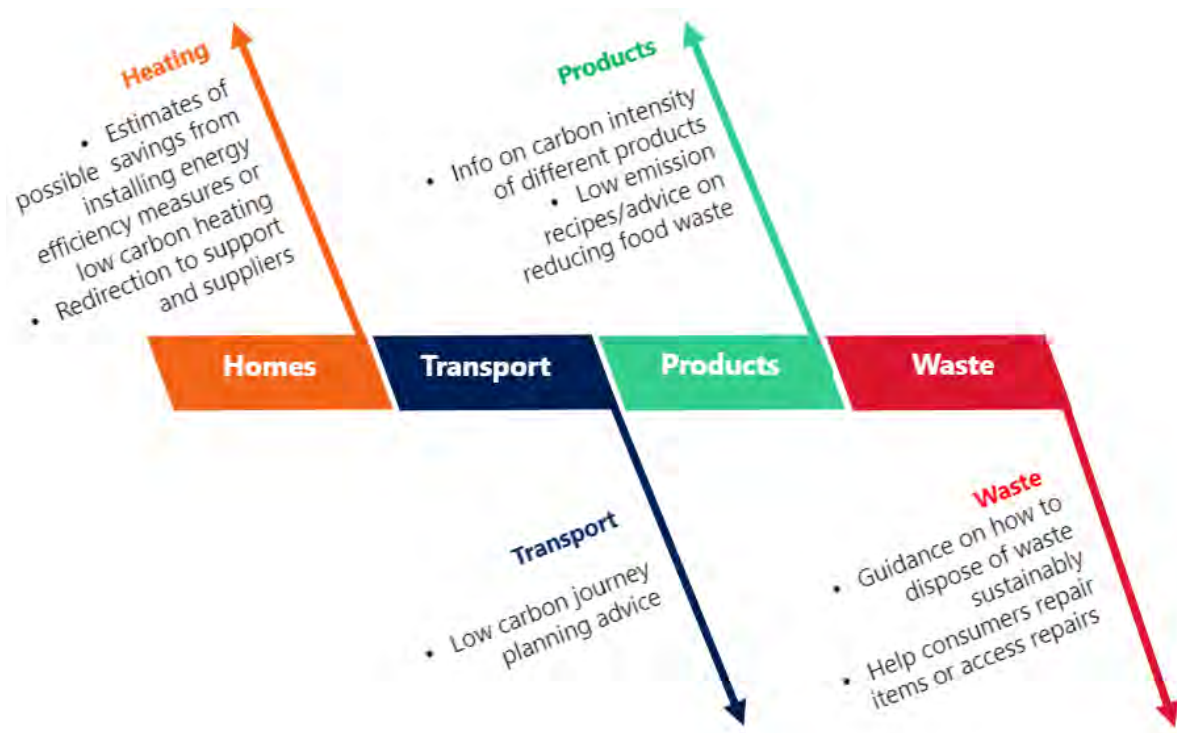 Heating
• Estimates of
possible savings from
installing energy
efficiency measures or
low carbon heating
• Redirection to support
and suppliers
Products
• Info on carbon intensity
of different products
• Low emission
recipes/advice on
reducing food waste
Homes
Transport
Products
Waste
Transport
• Low carbon journey
planning advice
Waste
• Guidance on how to
dispose of waste
sustainably
• Help consumers repair
items or access repairs